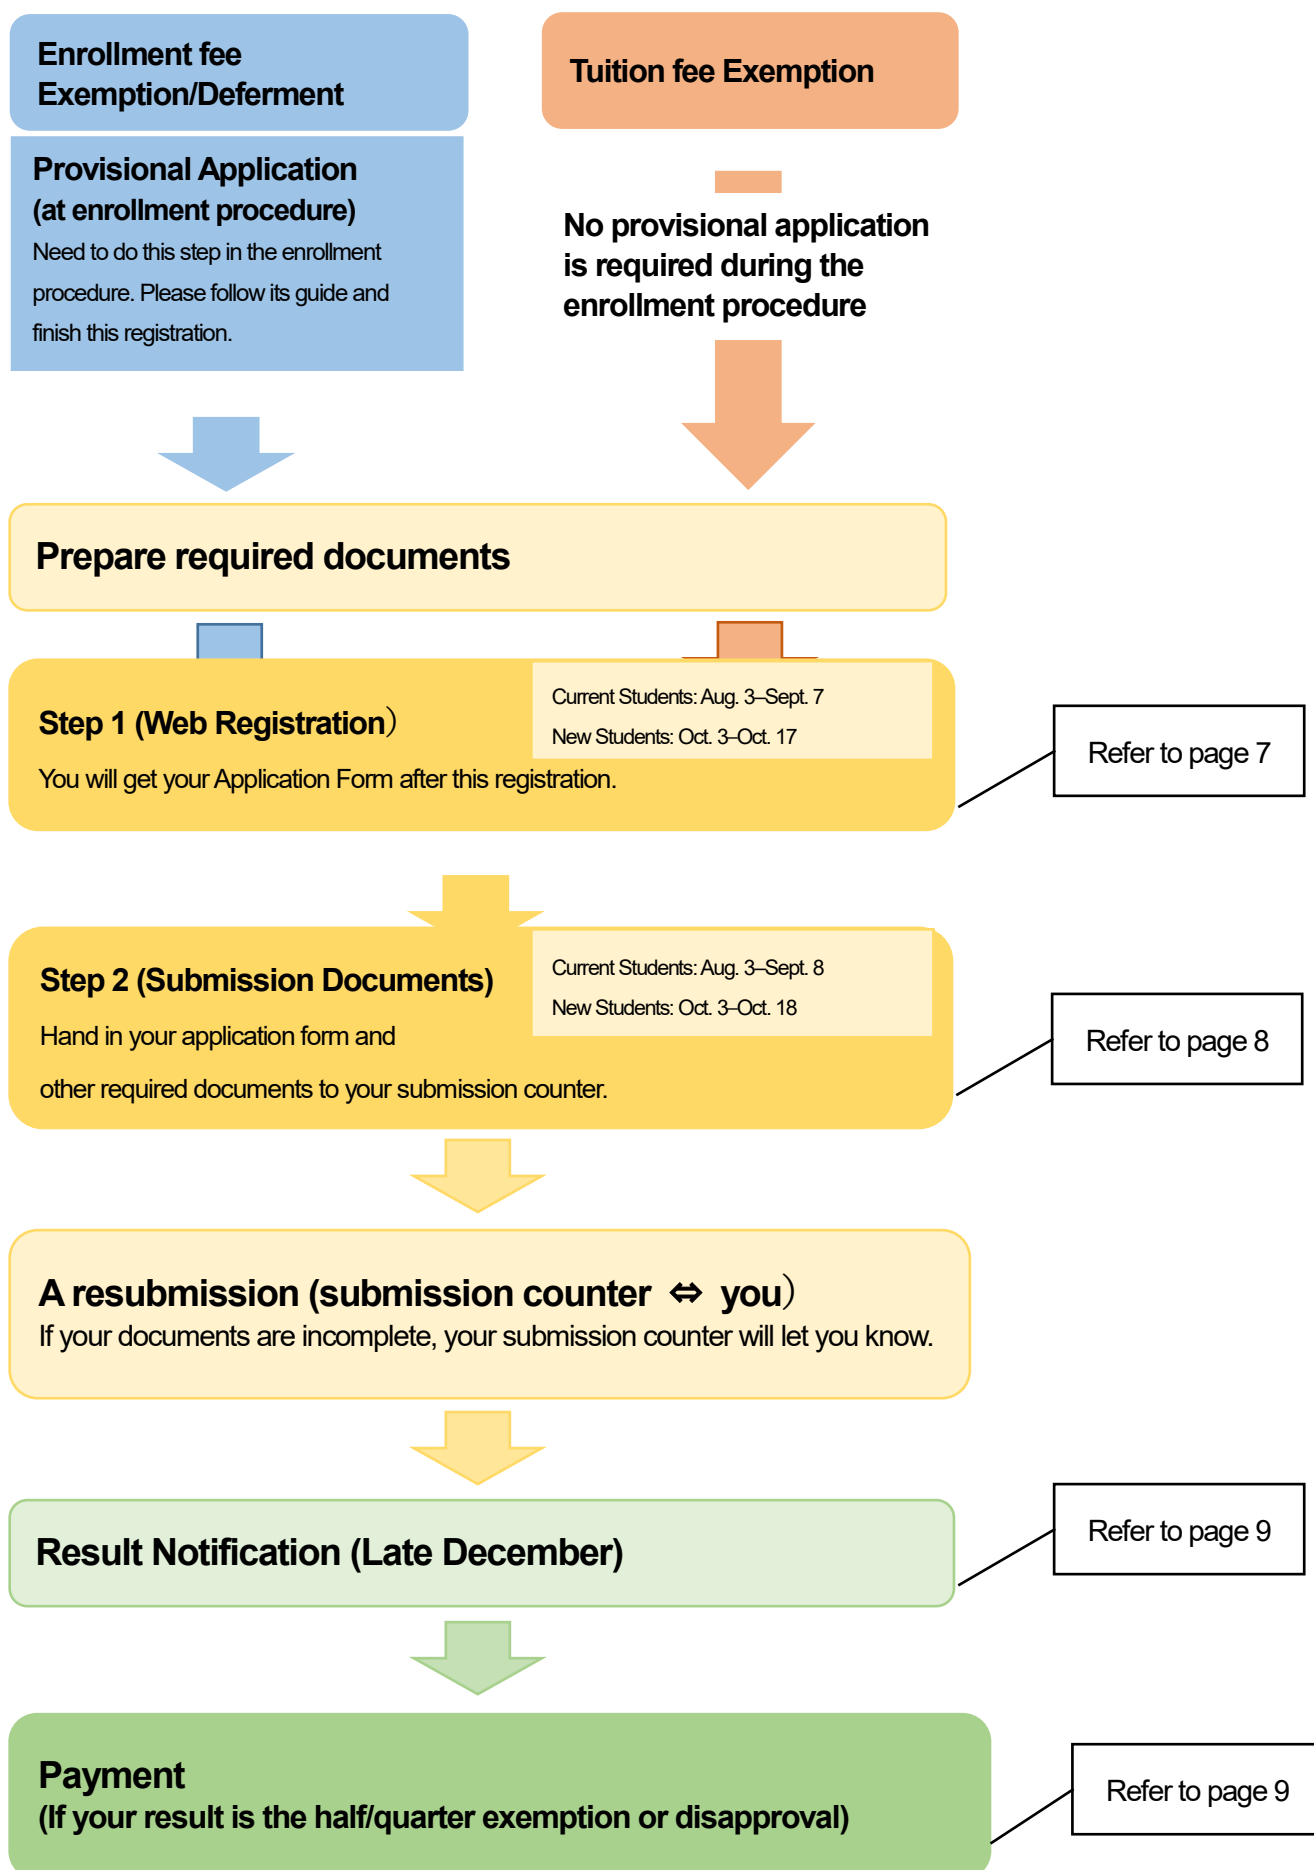 Enrollment fee
Exemption/Deferment
Tuition fee Exemption
Provisional Application
(at enrollment procedure)
Need to do this step in the enrollment
procedure. Please follow its guide and
finish this registration.
No provisional application
is required during the
enrollment procedure
Prepare required documents
Step 1 (Web Registration）
Current Students: Aug. 3–Sept. 7
New Students: Oct. 3–Oct. 17
You will get your Application Form after this registration.
Refer to page 7
Step 2 (Submission Documents)
Current Students: Aug. 3–Sept. 8
New Students: Oct. 3–Oct. 18
Hand in your application form and
other required documents to your submission counter.
Refer to page 8
A resubmission (submission counter ⇔ you）
If your documents are incomplete, your submission counter will let you know.
Result Notification (Late December)
Refer to page 9
Payment
(If your result is the half/quarter exemption or disapproval)
Refer to page 9